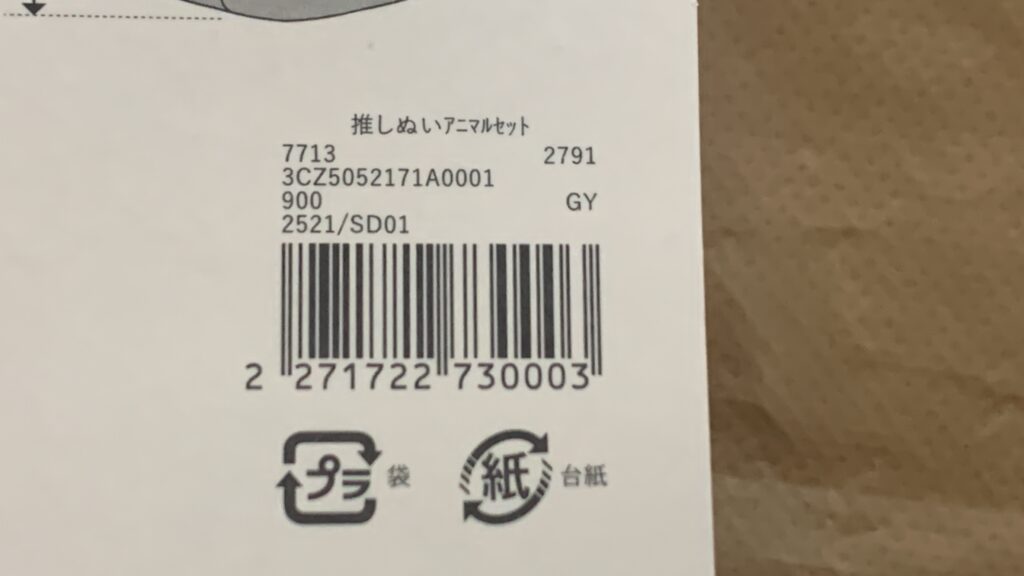 推しぬいアニマルセット
7713 2791
3CZ5052171A0001
900 GY
2521/SD01
2 271722 730003
プラ 袋 紙 台紙